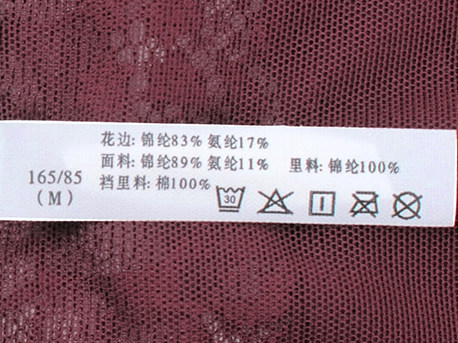 花边: 锦纶83% 氨纶17%
面料: 锦纶89% 氨纶11% 里料: 锦纶100%
165/85
裆里料: 棉100%
(M)
30